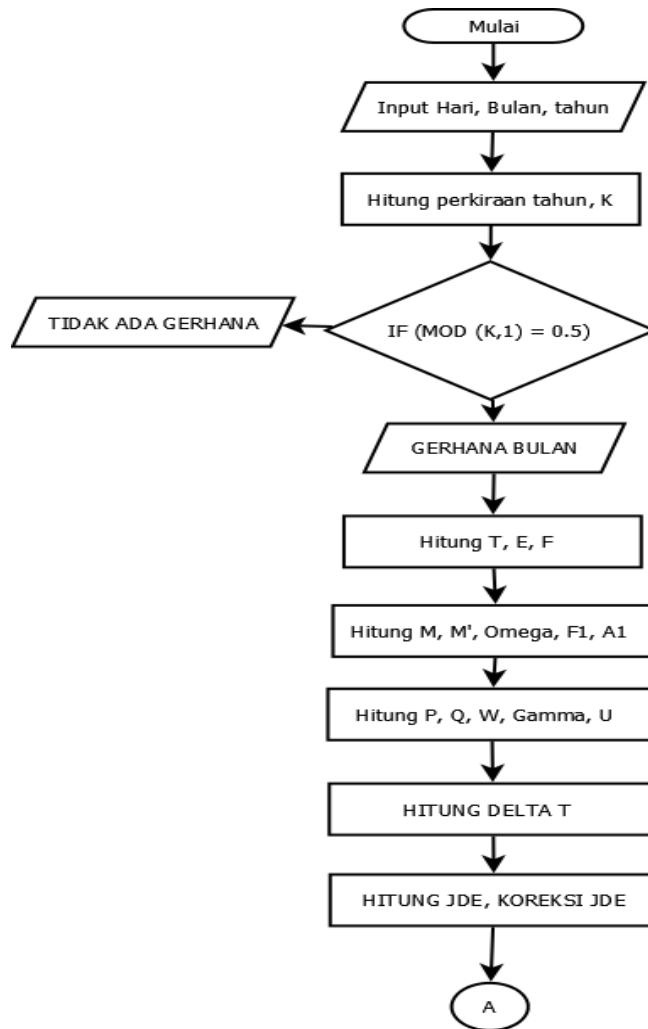 Mulai
Input Hari, Bulan, tahun
Hitung perkiraan tahun, K
IF (MOD (K,1) = 0.5)
TIDAK ADA GERHANA
GERHANA BULAN
Hitung T, E, F
Hitung M, M', Omega, F1, A1
Hitung P, Q, W, Gamma, U
HITUNG DELTA T
HITUNG JDE, KOREKSI JDE
A